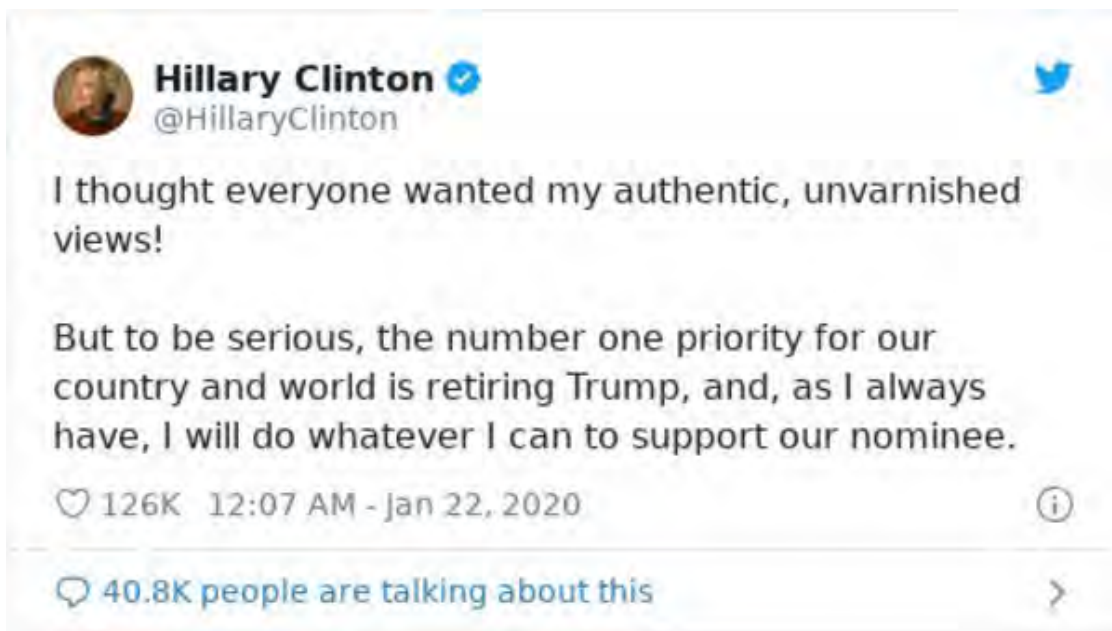 Hillary Clinton
@HillaryClinton
I thought everyone wanted my authentic, unvarnished
views!
But to be serious, the number one priority for our
country and world is retiring Trump, and, as I always
have, I will do whatever I can to support our nominee.
126K 12:07 AM - Jan 22, 2020
40.8K people are talking about this